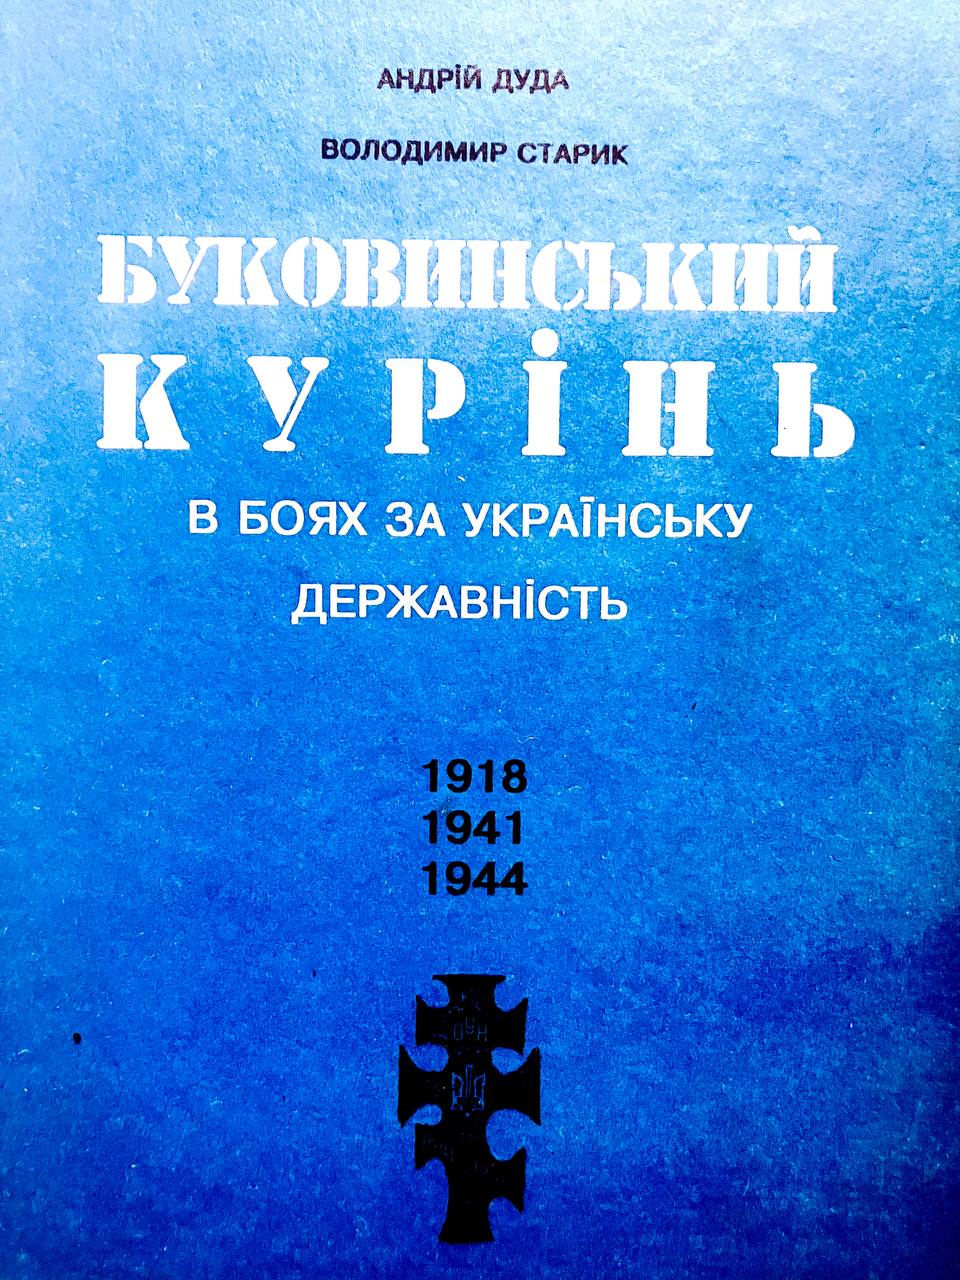 АНДРІЙ ДУДА
ВОЛОДИМИР СТАРИК
БУКОВИНСЬКИЙ
КУРІНЬ
В БОЯХ ЗА УКРАЇНСЬКУ
ДЕРЖАВНІСТЬ
1918
1941
1944
ОУН